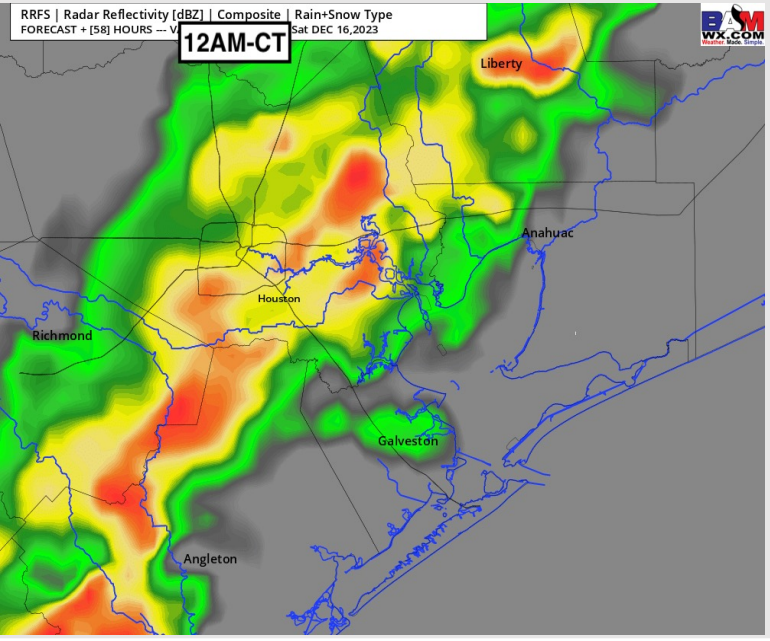 RRFS | Radar Reflectivity [dBZ] | Composite | Rain+Snow Type
FORECAST + [58] HOURS --- V
12AM-CT
Sat DEC 16,2023
BAM
WX.COM
Weather. Made. Simple.
Liberty
Anahuac
Houston
Richmond
Galveston
Angleton